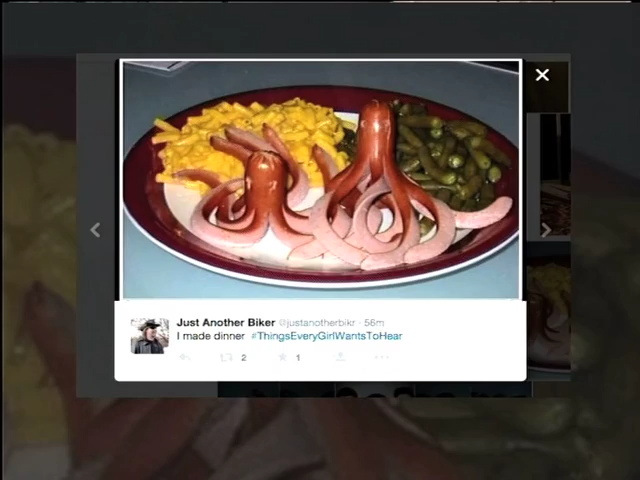 Just Another Biker @justanotherbikr · 56m
I made dinner #ThingsEveryGirlWantsToHear
2 1